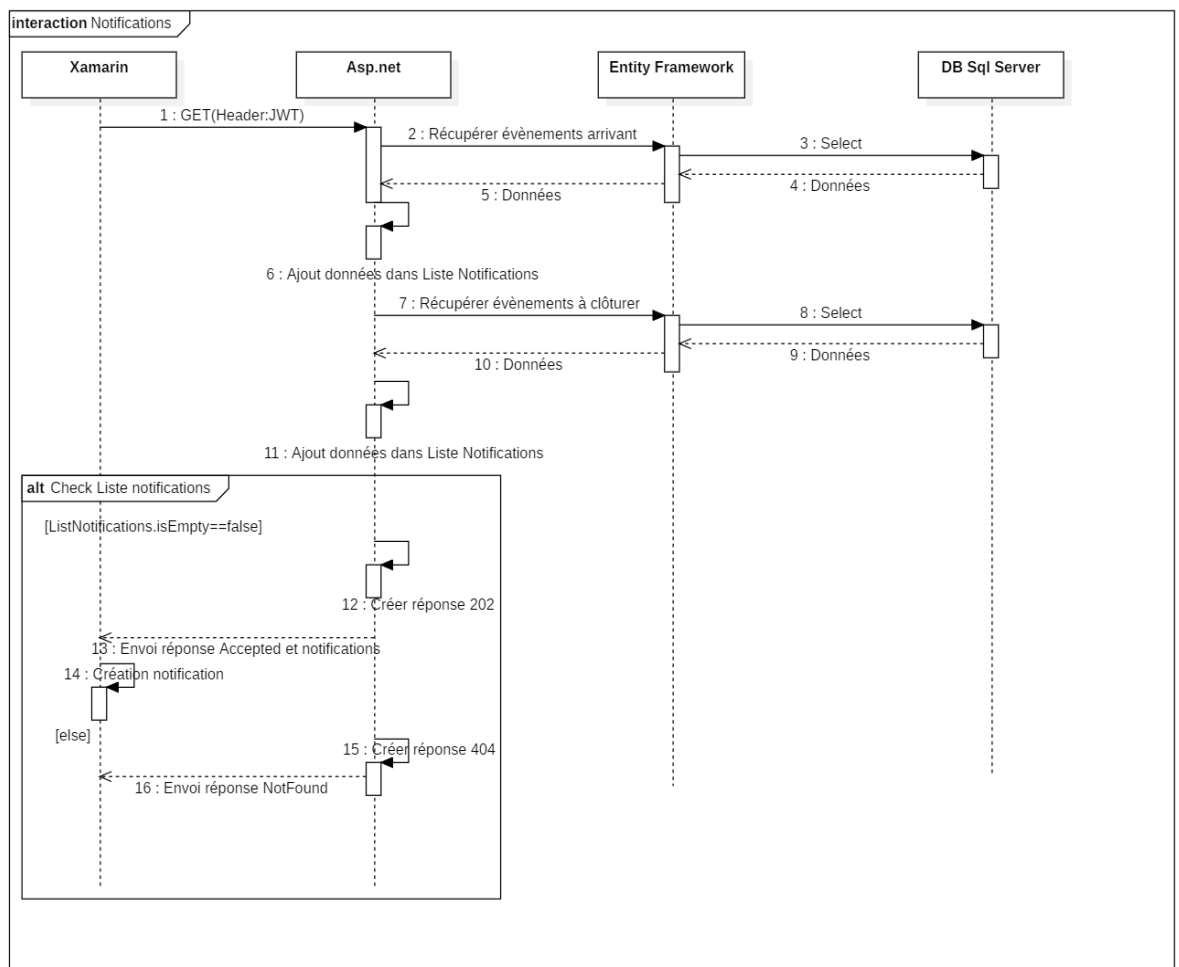 interaction Notifications
Xamarin
Asp.net
Entity Framework
DB Sql Server
1 : GET(Header:JWT)
2 : Récupérer évènements arrivant
3 : Select
4 : Données
5 : Données
6 : Ajout données dans Liste Notifications
7 : Récupérer évènements à clôturer
8 : Select
9 : Données
10 : Données
11 : Ajout données dans Liste Notifications
alt Check Liste notifications
[ListNotifications.isEmpty==false]
12 : Créer réponse 202
13 : Envoi réponse Accepted et notifications
14 : Création notification
[else]
15 : Créer réponse 404
16 : Envoi réponse NotFound